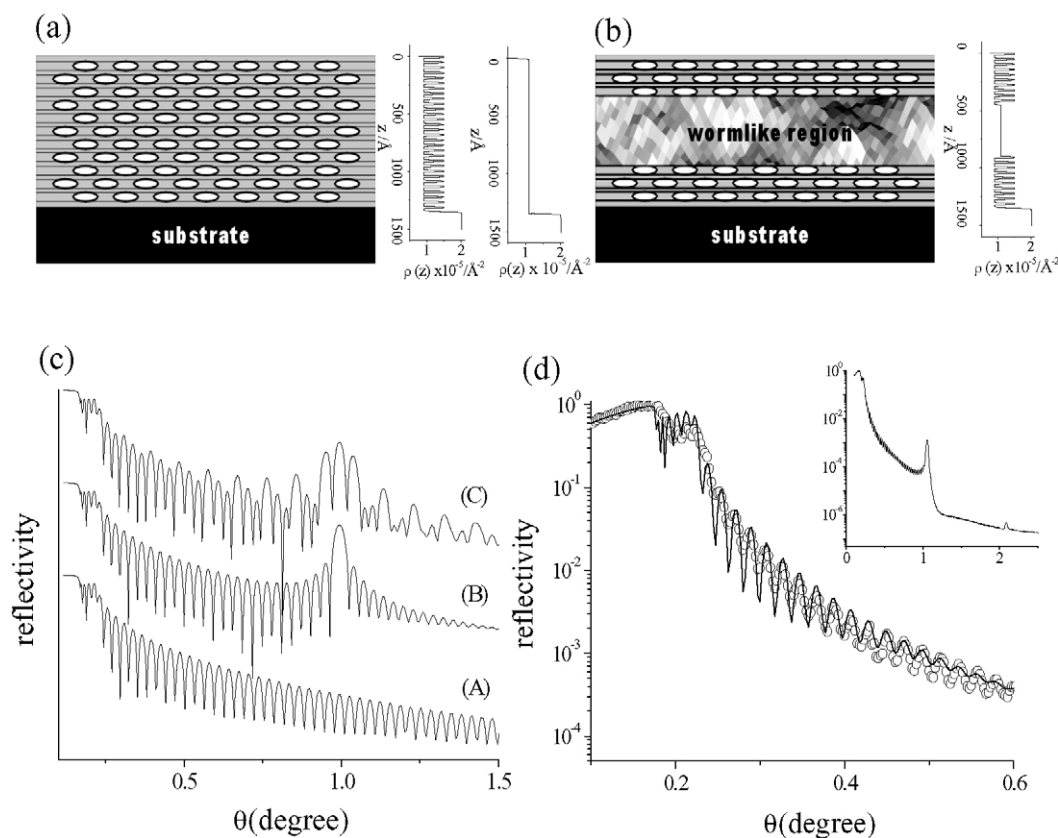 (a)
substrate
0
500
1000
1500
z /Å
1
2
ρ (z) x10⁻⁵/Å⁻²
0
500
1000
1500
z/Å
1
2
ρ(z) x 10⁻⁵/Å⁻²
(b)
wormlike region
substrate
0
500
1000
1500
z /Å
1
2
ρ (z) x10⁻⁵/Å⁻²
(c)
(C)
(B)
(A)
reflectivity
0.5
1.0
1.5
θ(degree)
(d)
10⁰
10⁻¹
10⁻²
10⁻³
10⁻⁴
reflectivity
0.2
0.4
0.6
θ(degree)
10⁰
10⁻²
10⁻⁴
10⁻⁶
0
1
2